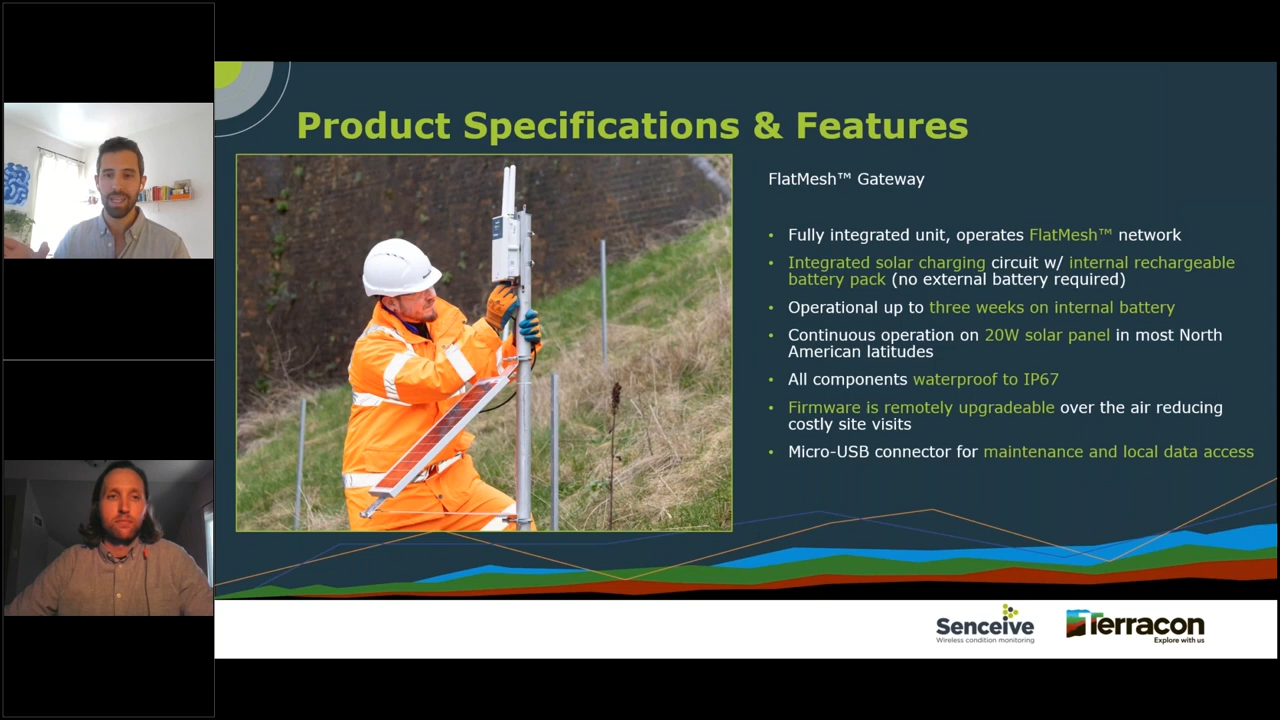 Product Specifications & Features
FlatMesh™ Gateway
• Fully integrated unit, operates FlatMesh™ network
• Integrated solar charging circuit w/ internal rechargeable
battery pack (no external battery required)
• Operational up to three weeks on internal battery
• Continuous operation on 20W solar panel in most North
American latitudes
• All components waterproof to IP67
• Firmware is remotely upgradeable over the air reducing
costly site visits
• Micro-USB connector for maintenance and local data access
Senceive
Wireless condition monitoring
Terracon
Explore with us